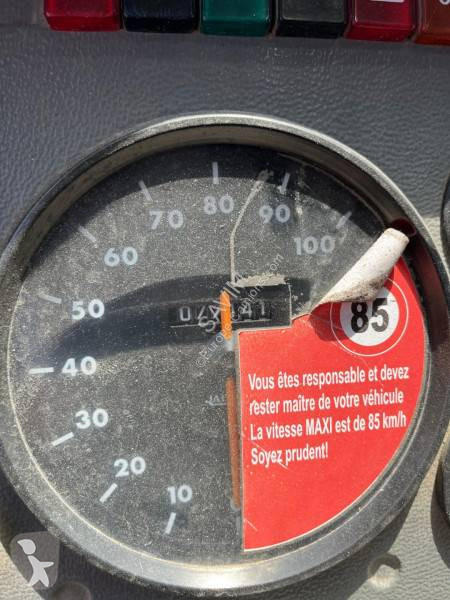 80
90
70
100
60
50
85
40
Vous êtes responsable et devez
rester maître de votre véhicule
La vitesse MAXI est de 85 km/h
Soyez prudent!
30
20
10